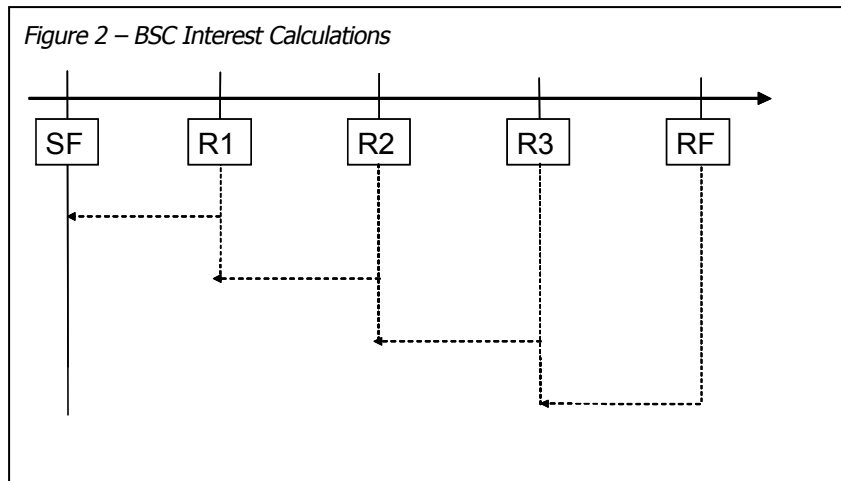 Figure 2 – BSC Interest Calculations
SF R1 R2 R3 RF